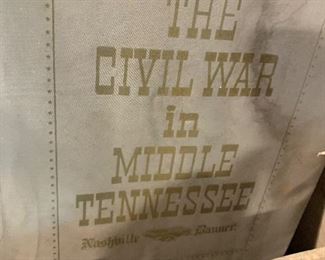 THE
CIVIL WAR
in
MIDDLE
TENNESSEE
Nashville Banner